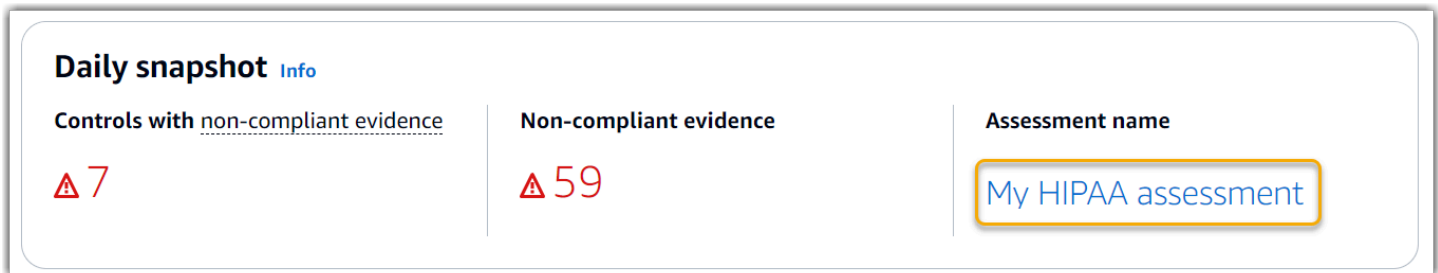 Daily snapshot Info
Controls with non-compliant evidence
7
Non-compliant evidence
59
Assessment name
My HIPAA assessment